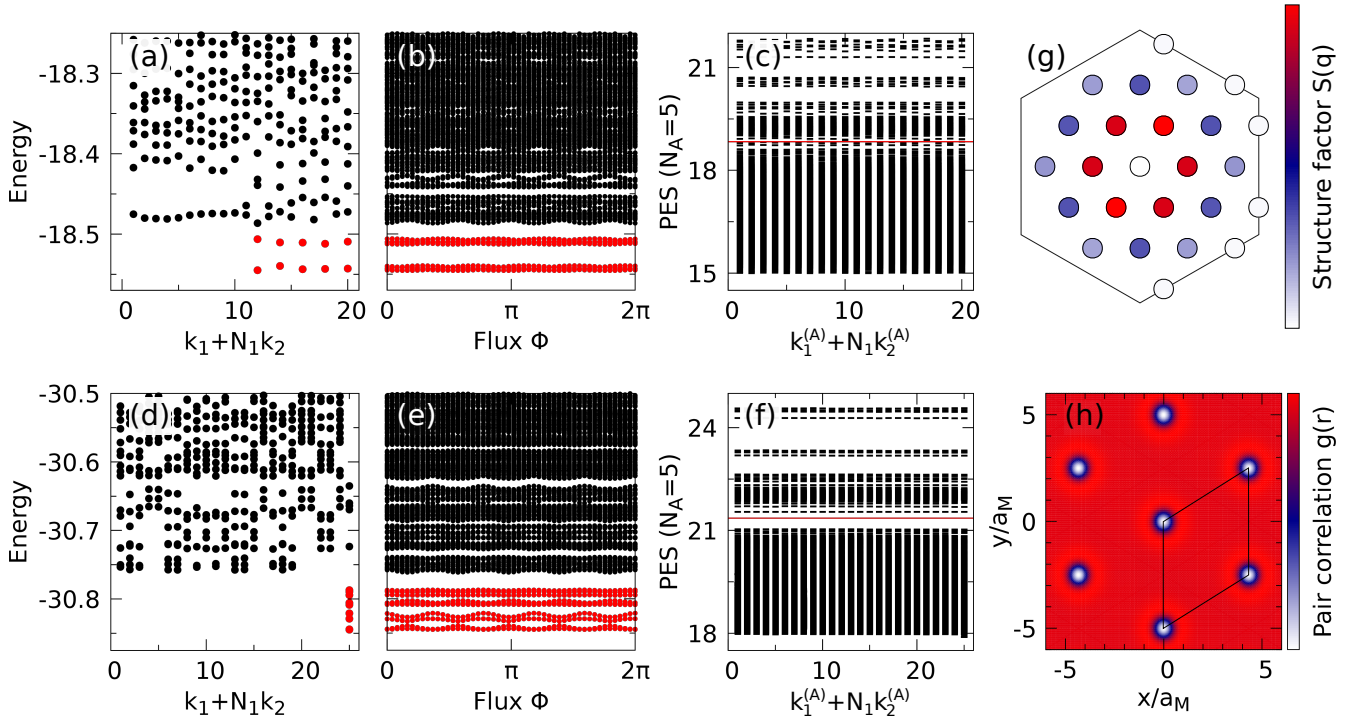 (a)
-18.3
-18.4
-18.5
Energy
0
10
20
k1+N1k2
(b)
0
π
2π
Flux Φ
(c)
21
18
15
PES (NA=5)
0
10
20
k1(A)+N1k2(A)
(g)
Structure factor S(q)
(d)
-30.5
-30.6
-30.7
-30.8
Energy
0
10
20
k1+N1k2
(e)
0
π
2π
Flux Φ
(f)
24
21
18
PES (NA=5)
0
10
20
k1(A)+N1k2(A)
(h)
5
0
-5
y/aM
-5
0
5
x/aM
Pair correlation g(r)